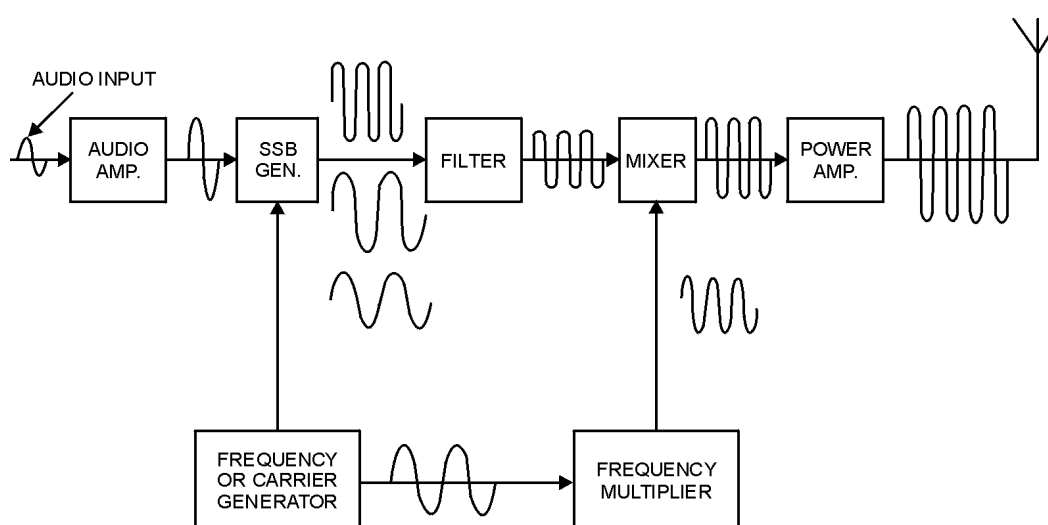 AUDIO INPUT
AUDIO
AMP.
SSB
GEN.
FILTER
MIXER
POWER
AMP.
FREQUENCY
OR CARRIER
GENERATOR
FREQUENCY
MULTIPLIER